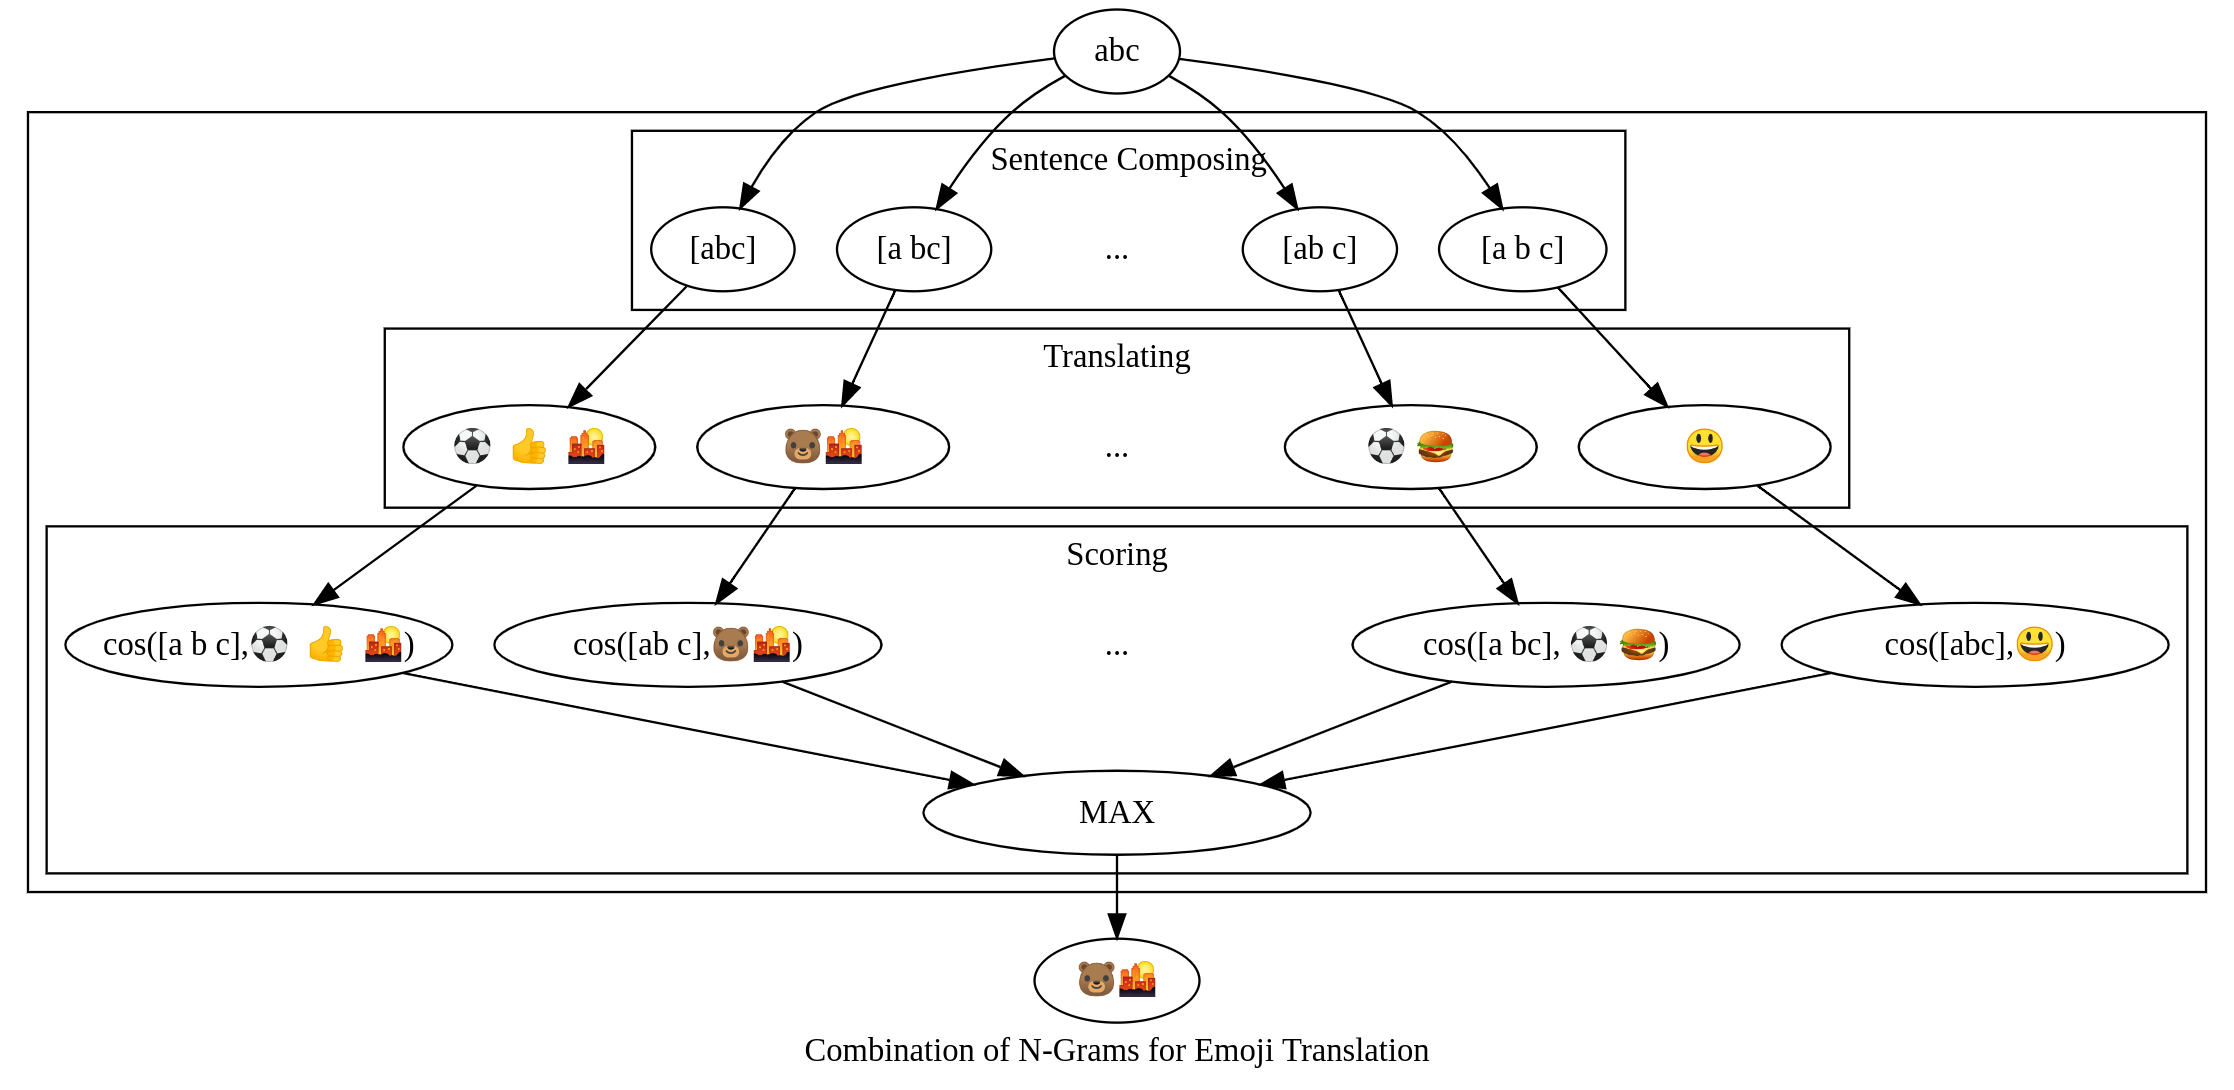 abc
Sentence Composing
[abc] [a bc] ... [ab c] [a b c]
Translating
⚽ 👍 🌇 🐻🌇 ... ⚽ 🍔 😃
Scoring
cos([a b c],⚽ 👍 🌇) cos([ab c],🐻🌇) ... cos([a bc], ⚽ 🍔) cos([abc],😃)
MAX
🐻🌇
Combination of N-Grams for Emoji Translation